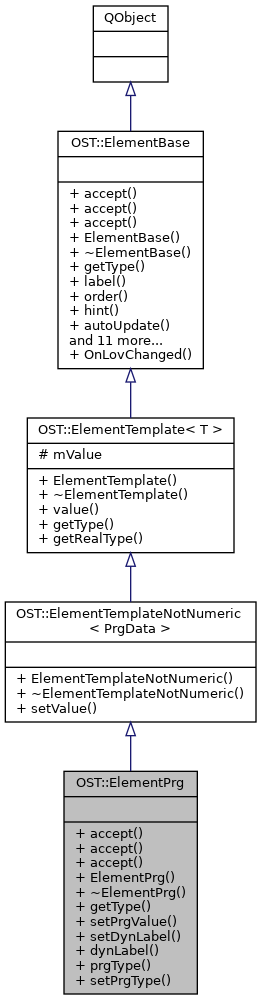 QObject
OST::ElementBase
+ accept()
+ accept()
+ accept()
+ ElementBase()
+ ~ElementBase()
+ getType()
+ label()
+ order()
+ hint()
+ autoUpdate()
and 11 more...
+ OnLovChanged()
OST::ElementTemplate< T >
# mValue
+ ElementTemplate()
+ ~ElementTemplate()
+ value()
+ getType()
+ getRealType()
OST::ElementTemplateNotNumeric
< PrgData >
+ ElementTemplateNotNumeric()
+ ~ElementTemplateNotNumeric()
+ setValue()
OST::ElementPrg
+ accept()
+ accept()
+ accept()
+ ElementPrg()
+ ~ElementPrg()
+ getType()
+ setPrgValue()
+ setDynLabel()
+ dynLabel()
+ prgType()
+ setPrgType()